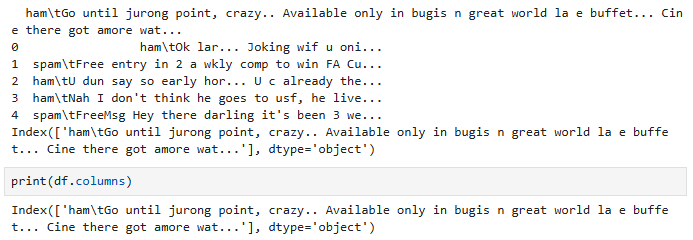 ham\tGo until jurong point, crazy.. Available only in bugis n great world la e buffet... Cin
e there got amore wat...
0 ham\tOk lar... Joking wif u oni...
1 spam\tFree entry in 2 a wkly comp to win FA Cu...
2 ham\tU dun say so early hor... U c already the...
3 ham\tNah I don't think he goes to usf, he live...
4 spam\tFreeMsg Hey there darling it's been 3 we...
Index(['ham\tGo until jurong point, crazy.. Available only in bugis n great world la e buffe
t... Cine there got amore wat...'], dtype='object')
print(df.columns)
Index(['ham\tGo until jurong point, crazy.. Available only in bugis n great world la e buffe
t... Cine there got amore wat...'], dtype='object')